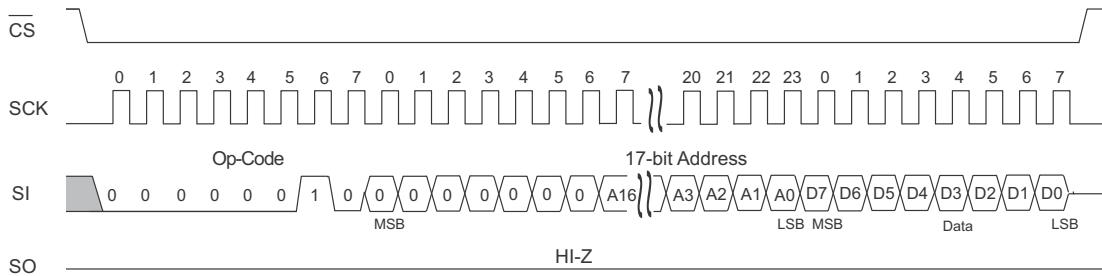 CS
0 1 2 3 4 5 6 7 0 1 2 3 4 5 6 7 20 21 22 23 0 1 2 3 4 5 6 7
SCK
Op-Code 17-bit Address
SI 0 0 0 0 0 0 1 0 0 0 0 0 0 0 0 A16 A3 A2 A1 A0 D7 D6 D5 D4 D3 D2 D1 D0
MSB LSB MSB Data LSB
HI-Z
SO